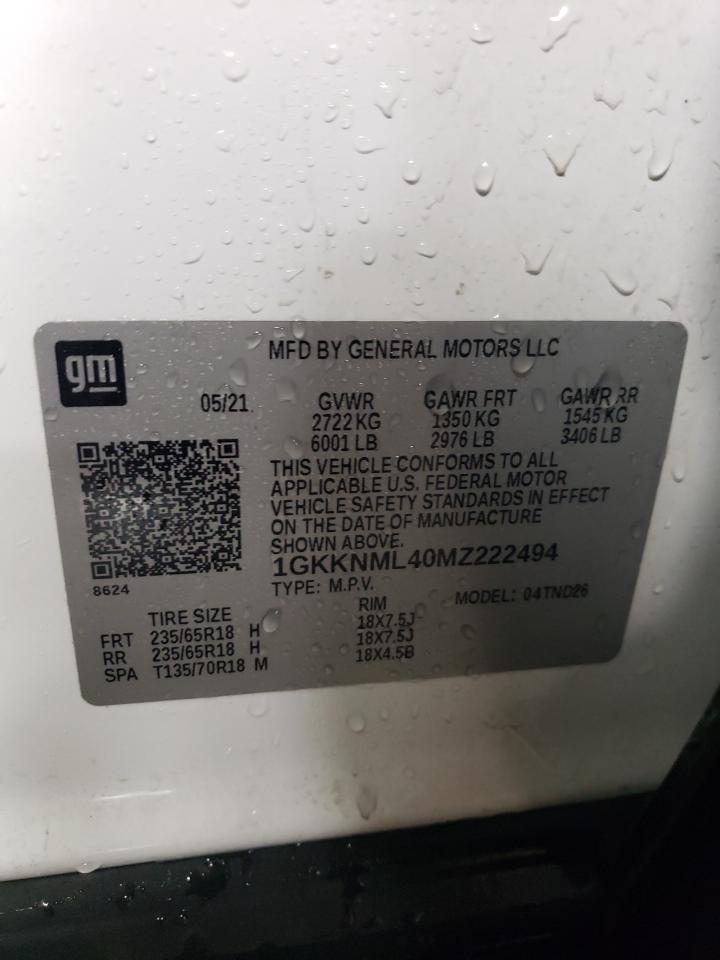 gm
MFD BY GENERAL MOTORS LLC
05/21 GVWR GAWR FRT GAWR RR
2722 KG 1350 KG 1545 KG
6001 LB 2976 LB 3406 LB
THIS VEHICLE CONFORMS TO ALL
APPLICABLE U.S. FEDERAL MOTOR
VEHICLE SAFETY STANDARDS IN EFFECT
ON THE DATE OF MANUFACTURE
SHOWN ABOVE.
1GKKNML40MZ222494
8624
TYPE: M.P.V. MODEL: 04TND26
TIRE SIZE RIM
FRT 235/65R18 H 18X7.5J
RR 235/65R18 H 18X7.5J
SPA T135/70R18 M 18X4.5B